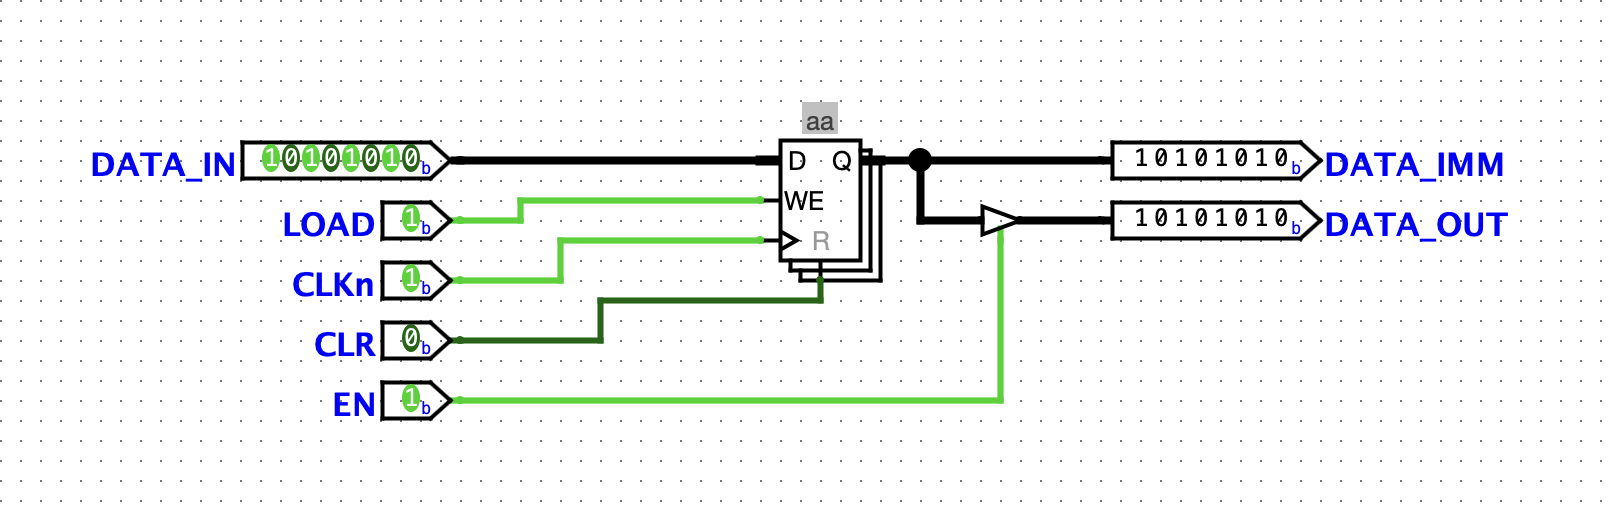 aa
DATA_IN 10101010b D Q 10101010b DATA_IMM
LOAD 1b WE 10101010b DATA_OUT
R
CLKn 1b
CLR 0b
EN 1b